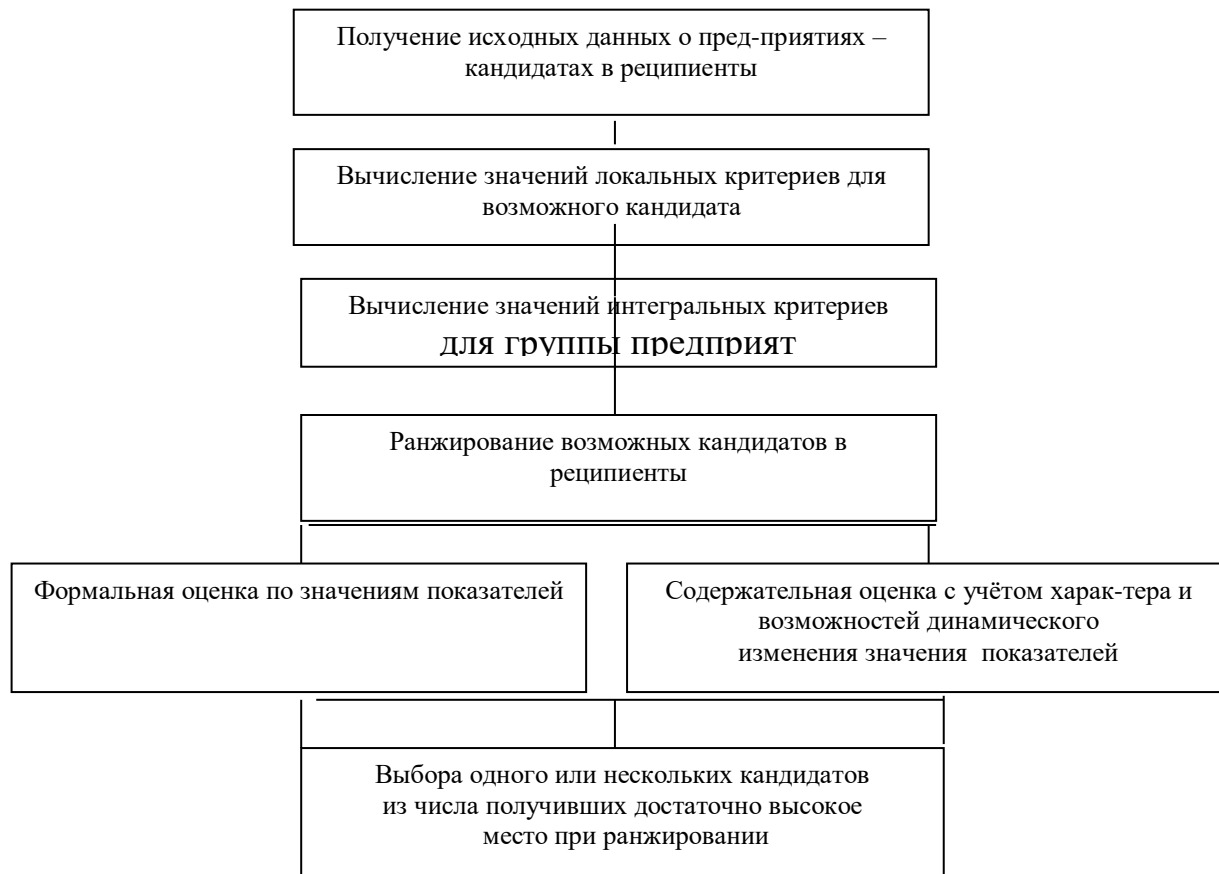 Получение исходных данных о пред-приятиях –
кандидатах в реципиенты
Вычисление значений локальных критериев для
возможного кандидата
Вычисление значений интегральных критериев
для группы предприят
Ранжирование возможных кандидатов в
реципиенты
Формальная оценка по значениям показателей
Содержательная оценка с учётом харак-тера и
возможностей динамического
изменения значения показателей
Выбора одного или нескольких кандидатов
из числа получивших достаточно высокое
место при ранжировании